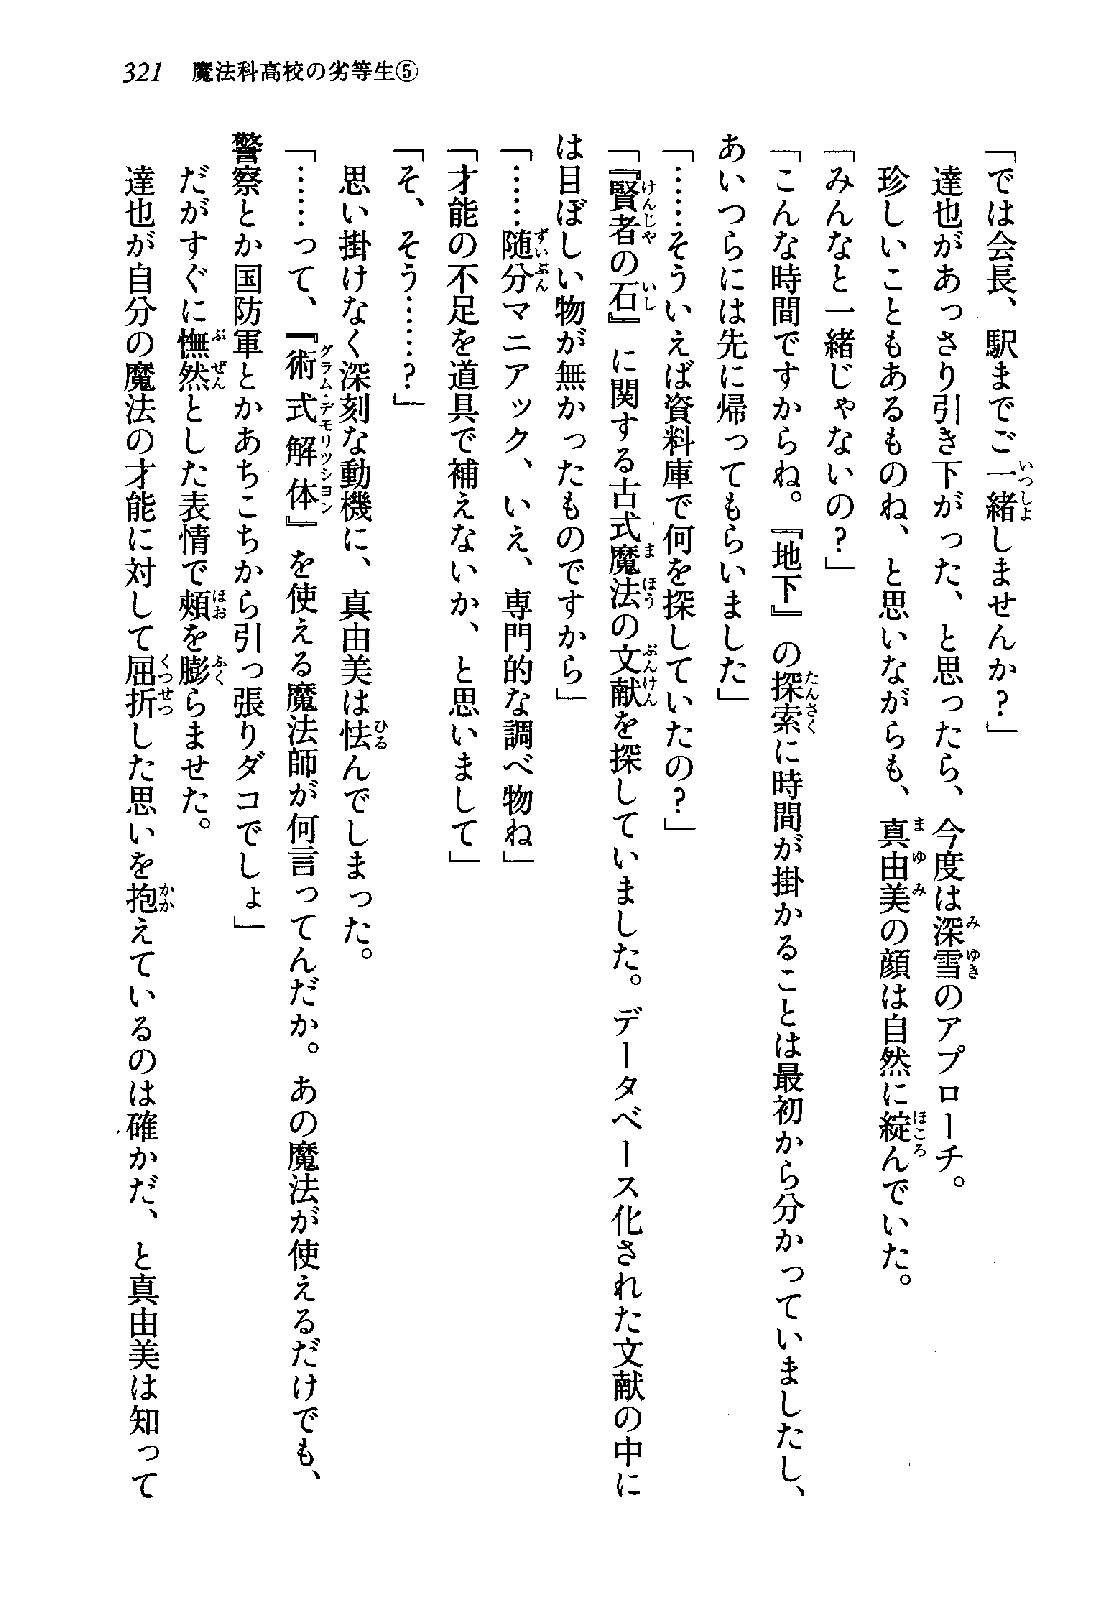 321 魔法科高校の劣等生⑤
「では会長、駅までご一緒しませんか?」
達也があっさり引き下がった、と思ったら、今度は深雪のアプローチ。
珍しいこともあるものね、と思いながらも、真由美の顔は自然に綻んでいた。
「みんなと一緒じゃないの?」
「こんな時間ですからね。『地下』の探索に時間が掛かることは最初から分かっていましたし、
あいつらには先に帰ってもらいました」
「……そういえば資料庫で何を探していたの?」
「『賢者の石』に関する古式魔法の文献を探していました。データベース化された文献の中に
は目ぼしい物が無かったものですから」
「……随分マニアック、いえ、専門的な調べ物ね」
「才能の不足を道具で補えないか、と思いまして」
「そ、そう……?」
思い掛けなく深刻な動機に、真由美は怯んでしまった。
「……って、『術式解体』を使える魔法師が何言ってんだか。あの魔法が使えるだけでも、
警察とか国防軍とかあちこちから引っ張りダコでしょ」
だがすぐに憮然とした表情で頰を膨らませた。
達也が自分の魔法の才能に対して屈折した思いを抱えているのは確かだ、と真由美は知って